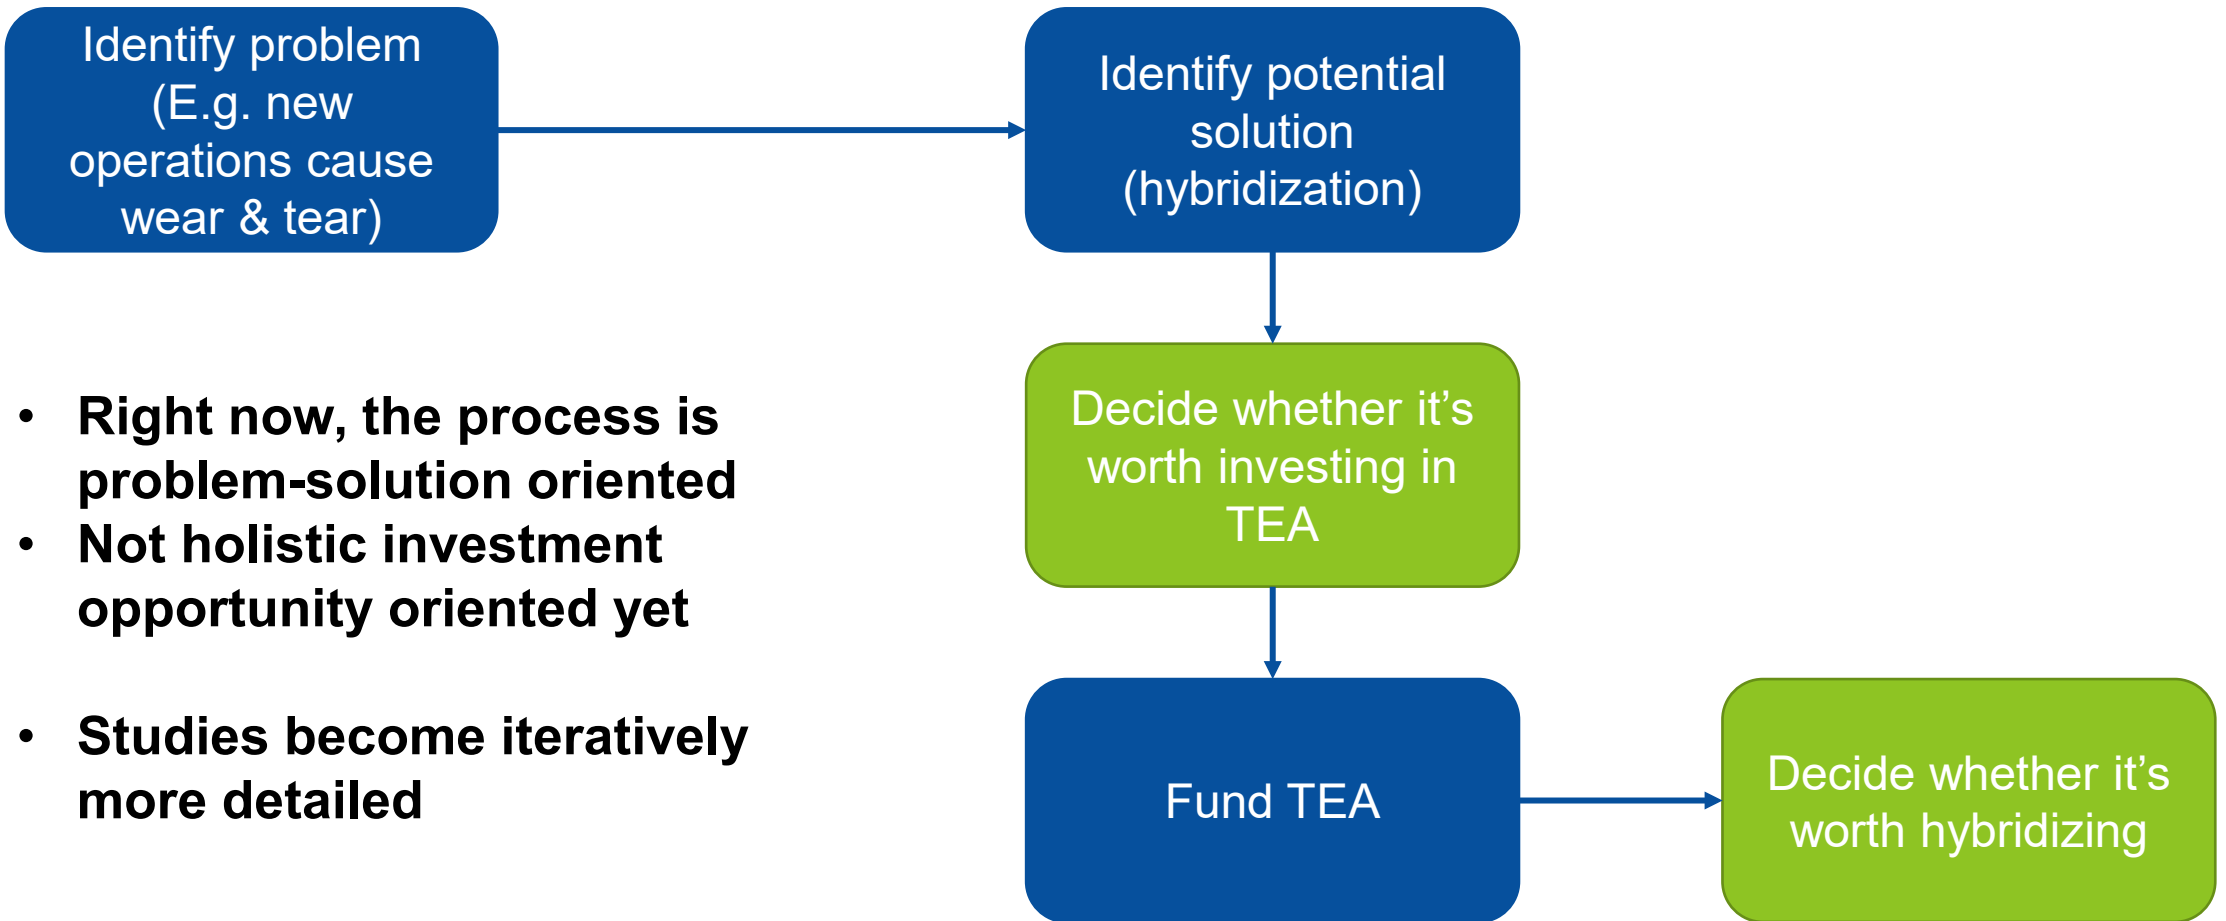 Identify problem
(E.g. new
operations cause
wear & tear)
Identify potential
solution
(hybridization)
Decide whether it’s
worth investing in
TEA
• Right now, the process is
problem-solution oriented
• Not holistic investment
opportunity oriented yet
• Studies become iteratively
more detailed
Fund TEA
Decide whether it’s
worth hybridizing